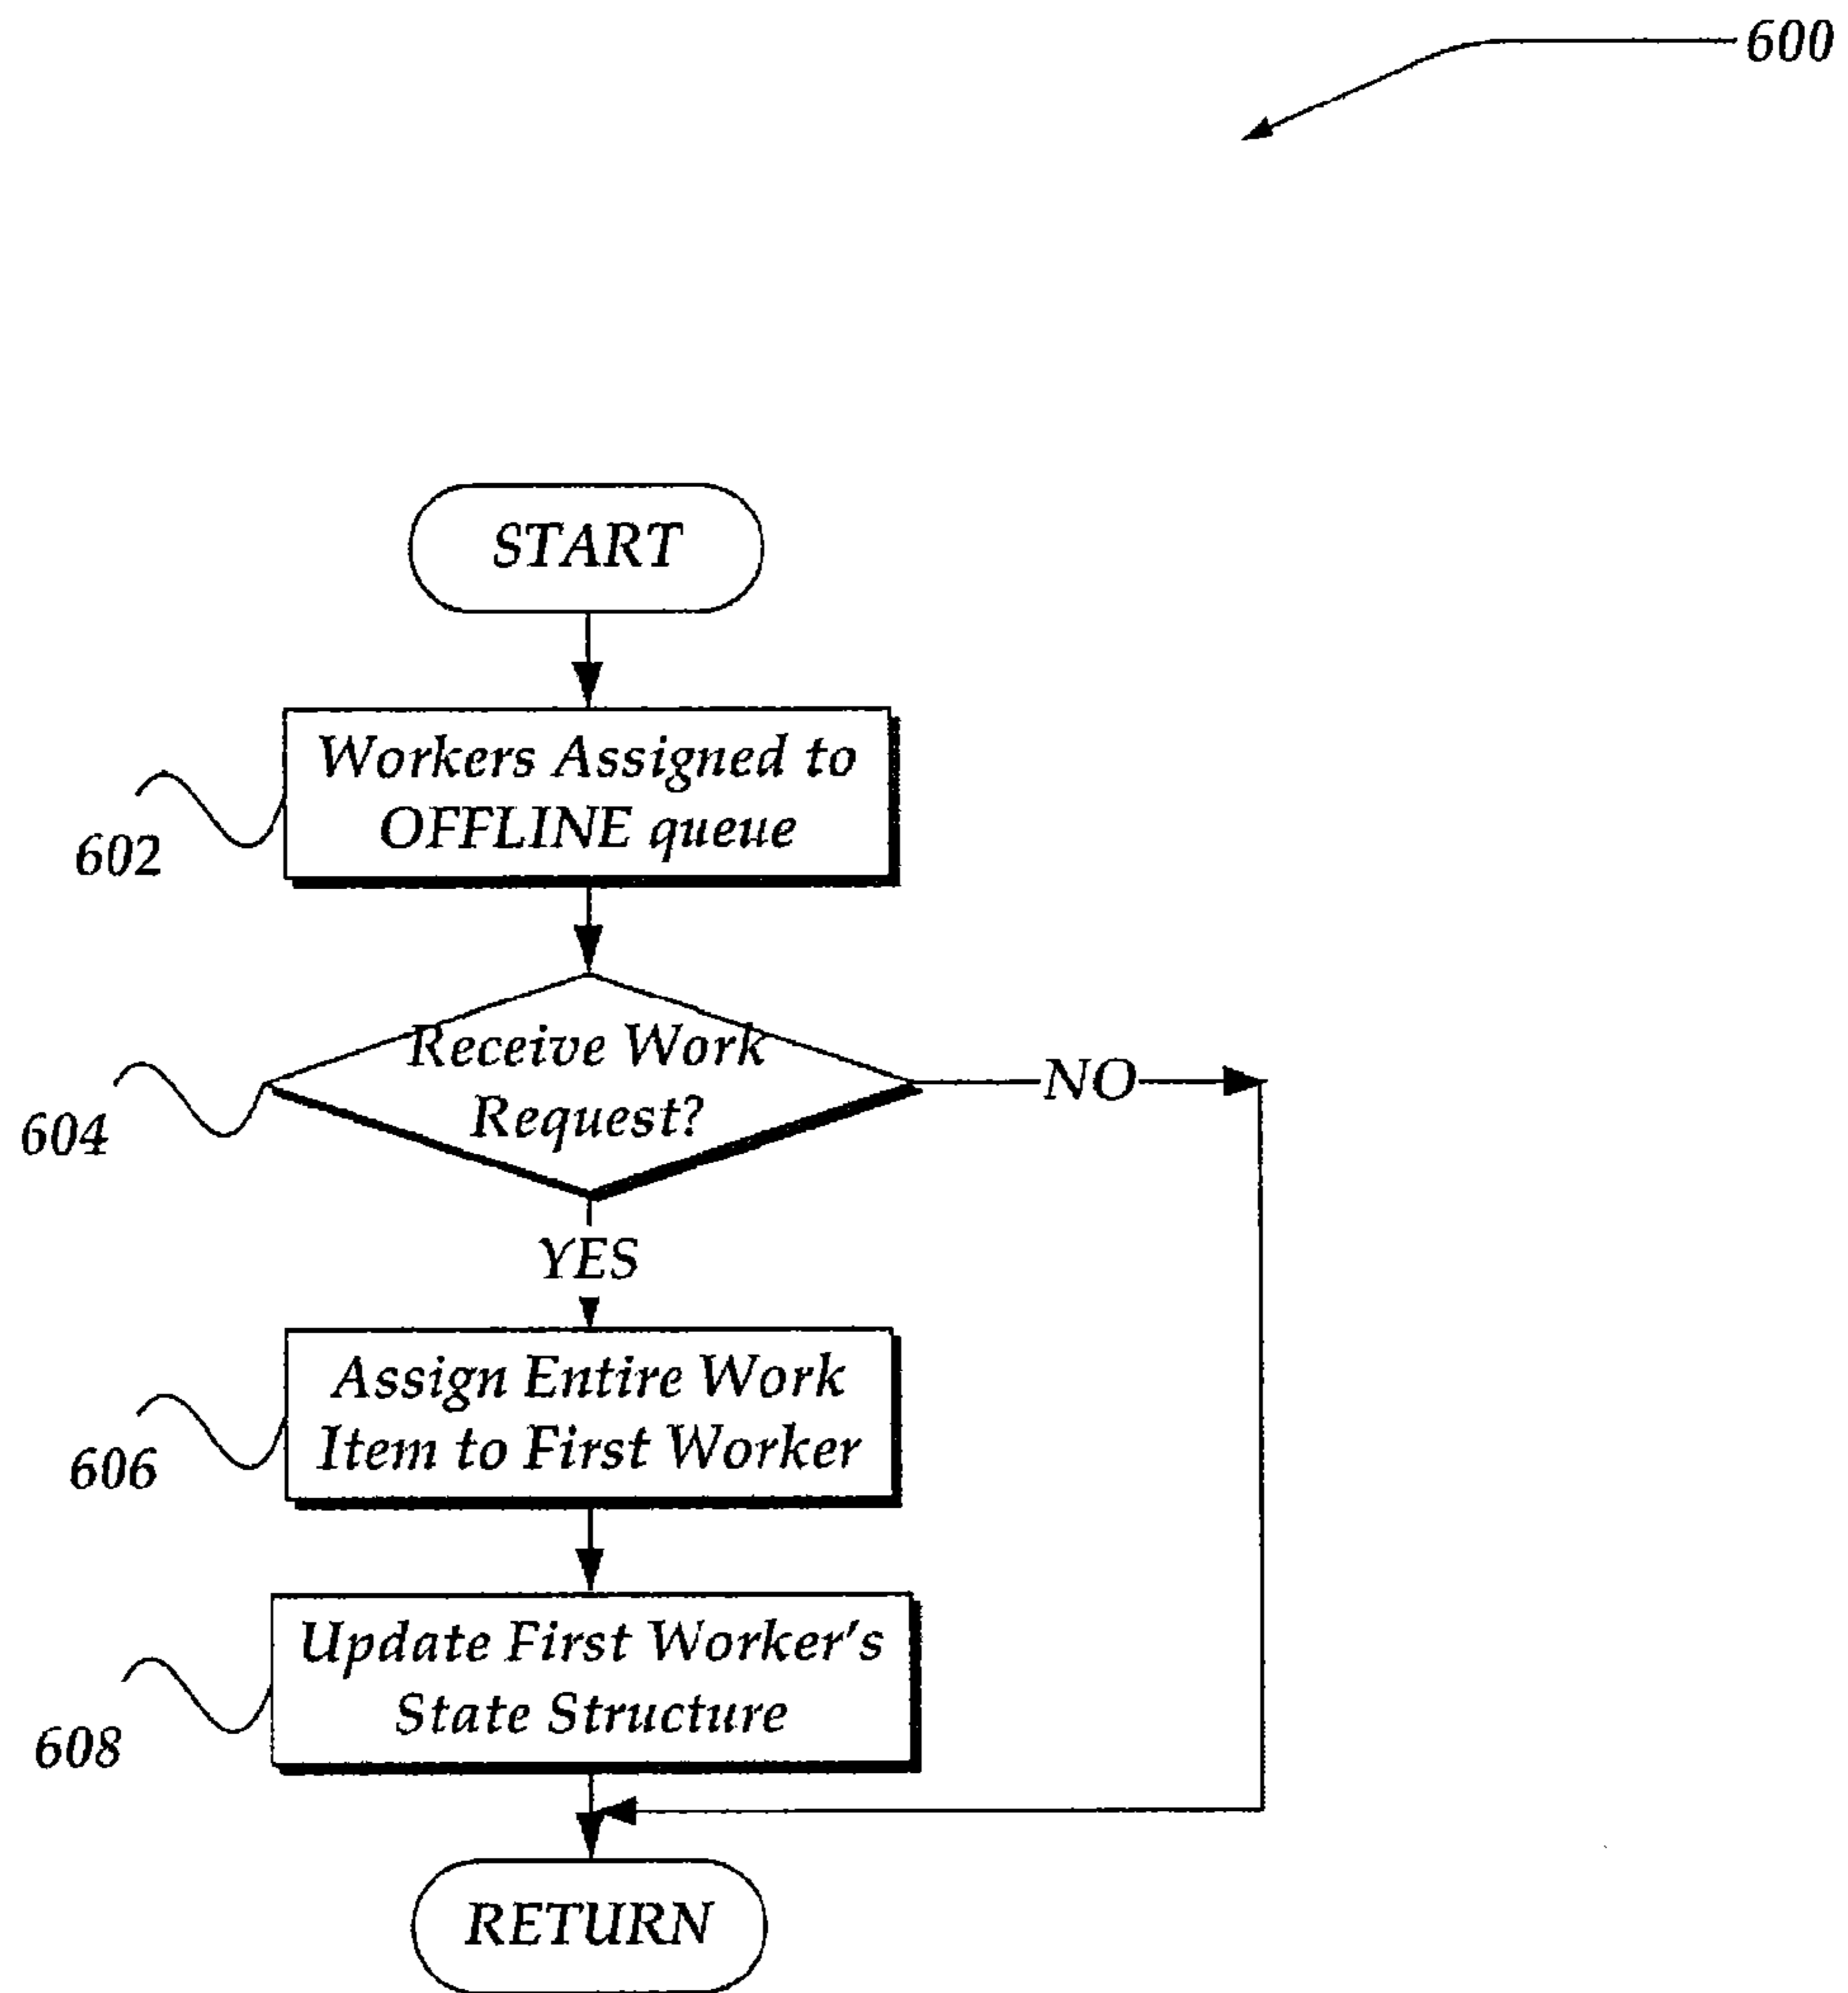 600
START
Workers Assigned to
OFFLINE queue
602
Receive Work
Request?
NO
604
YES
Assign Entire Work
Item to First Worker
606
Update First Worker's
State Structure
608
RETURN